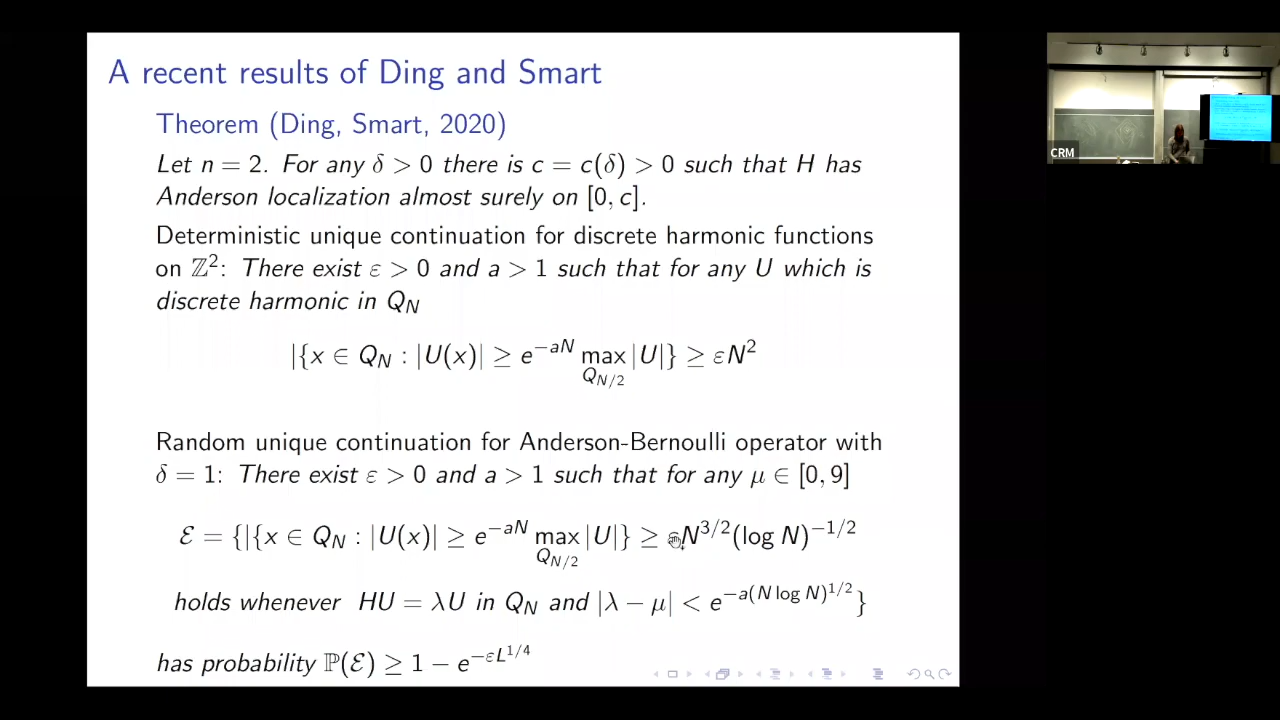 A recent results of Ding and Smart
Theorem (Ding, Smart, 2020)
Let n = 2. For any δ > 0 there is c = c(δ) > 0 such that H has
Anderson localization almost surely on [0, c].
Deterministic unique continuation for discrete harmonic functions
on ℤ²: There exist ε > 0 and a > 1 such that for any U which is
discrete harmonic in Q_N
|{x ∈ Q_N : |U(x)| ≥ e^{-aN} max_{Q_{N/2}} |U|}| ≥ εN²
Random unique continuation for Anderson-Bernoulli operator with
δ = 1: There exist ε > 0 and a > 1 such that for any μ ∈ [0, 9]
ℰ = {|{x ∈ Q_N : |U(x)| ≥ e^{-aN} max_{Q_{N/2}} |U|} ≥ εN^{3/2}(log N)^{-1/2}
holds whenever HU = λU in Q_N and |λ − μ| < e^{-a(N log N)^{1/2}}}
has probability ℙ(ℰ) ≥ 1 − e^{-εL^{1/4}}
CRM